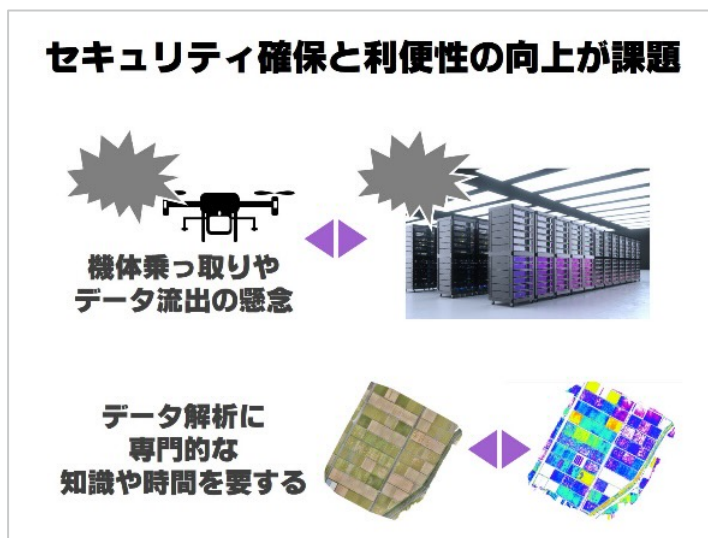 セキュリティ確保と利便性の向上が課題
機体乗っ取りや
データ流出の懸念
データ解析に
専門的な
知識や時間を要する